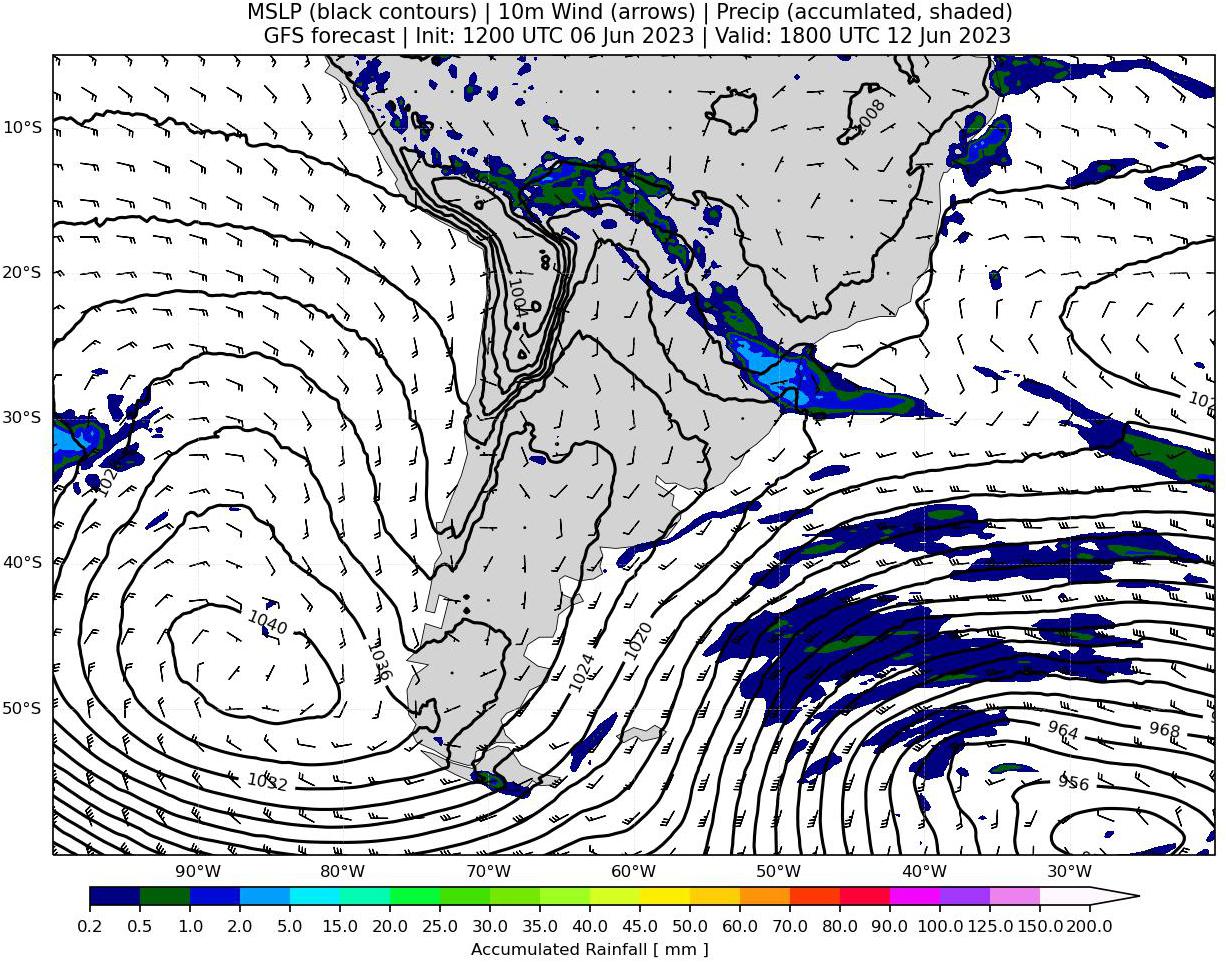 MSLP (black contours) | 10m Wind (arrows) | Precip (accumlated, shaded)
GFS forecast | Init: 1200 UTC 06 Jun 2023 | Valid: 1800 UTC 12 Jun 2023
10°S
20°S
30°S
40°S
50°S
1008
1004
1040
1036
1032
1024
1020
964
968
956
90°W 80°W 70°W 60°W 50°W 40°W 30°W
0.2 0.5 1.0 2.0 5.0 10.0 15.0 20.0 25.0 30.0 35.0 40.0 45.0 50.0 60.0 70.0 80.0 90.0 100.0 125.0 150.0 200.0
Accumulated Rainfall [ mm ]